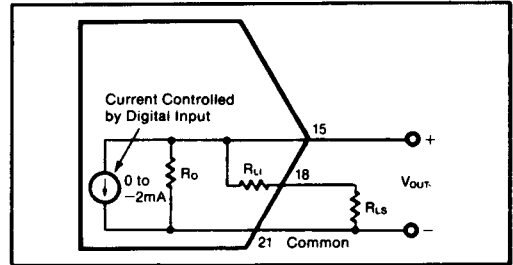 Current Controlled
by Digital Input
15
+
0 to
−2mA
RO
RLI
18
VOUT.
RLS
21 Common
−